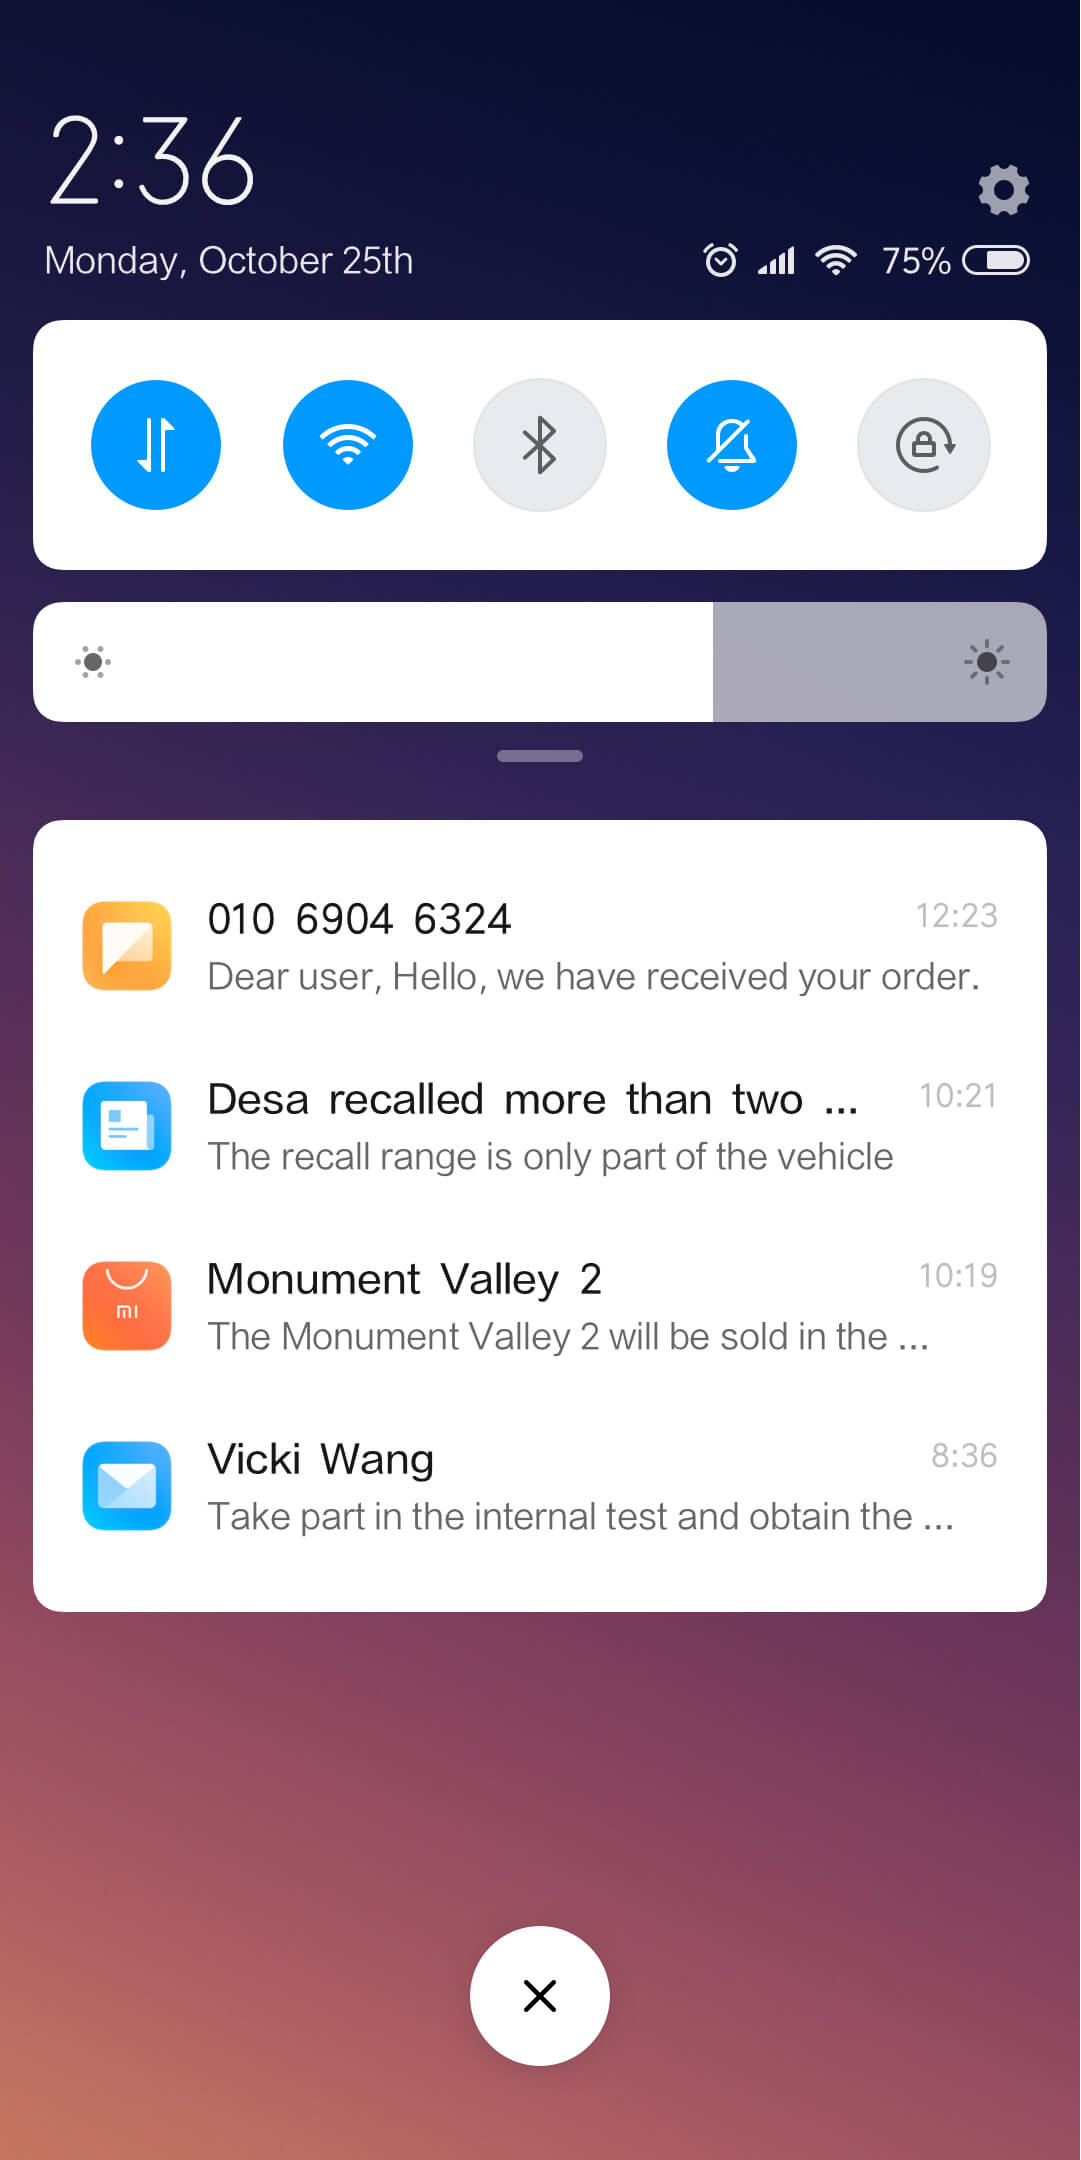 2:36
Monday, October 25th
75%
010 6904 6324
12:23
Dear user, Hello, we have received your order.
Desa recalled more than two ...
10:21
The recall range is only part of the vehicle
Monument Valley 2
10:19
The Monument Valley 2 will be sold in the ...
MI
Vicki Wang
8:36
Take part in the internal test and obtain the ...